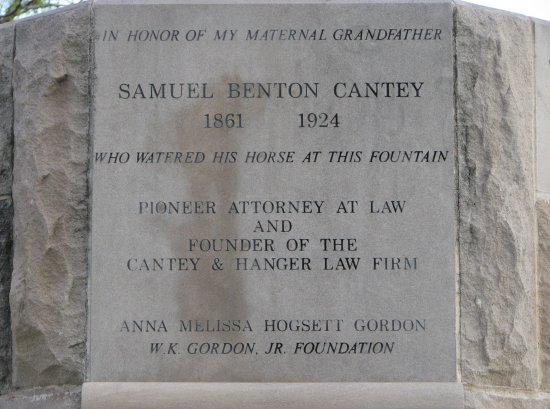 IN HONOR OF MY MATERNAL GRANDFATHER
SAMUEL BENTON CANTEY
1861 1924
WHO WATERED HIS HORSE AT THIS FOUNTAIN
PIONEER ATTORNEY AT LAW
AND
FOUNDER OF THE
CANTEY & HANGER LAW FIRM
ANNA MELISSA HOGSETT GORDON
W.K. GORDON, JR. FOUNDATION